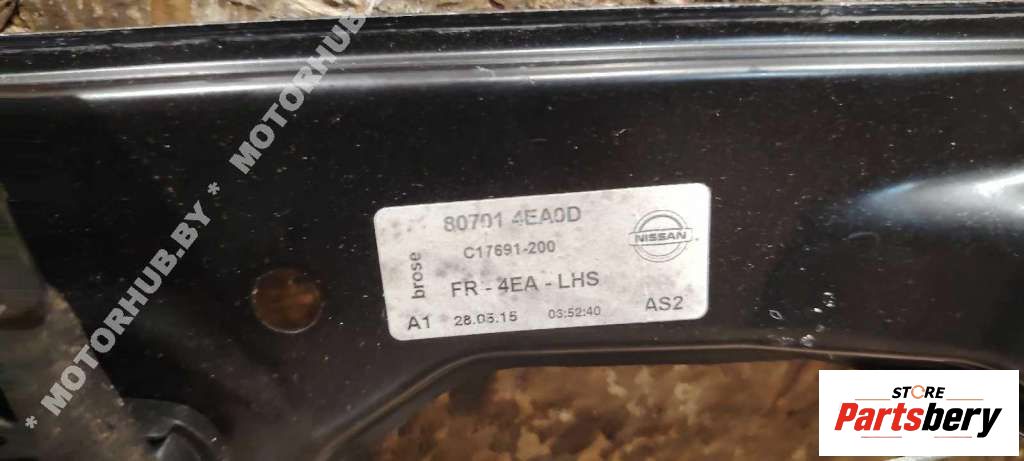 * MOTORHUB.BY * MOTORHUB
80701 4EA0D
NISSAN
C17691-200
brose
FR - 4EA - LHS
A1 28.05.15 03:52:40 AS2
STORE
Partsbery